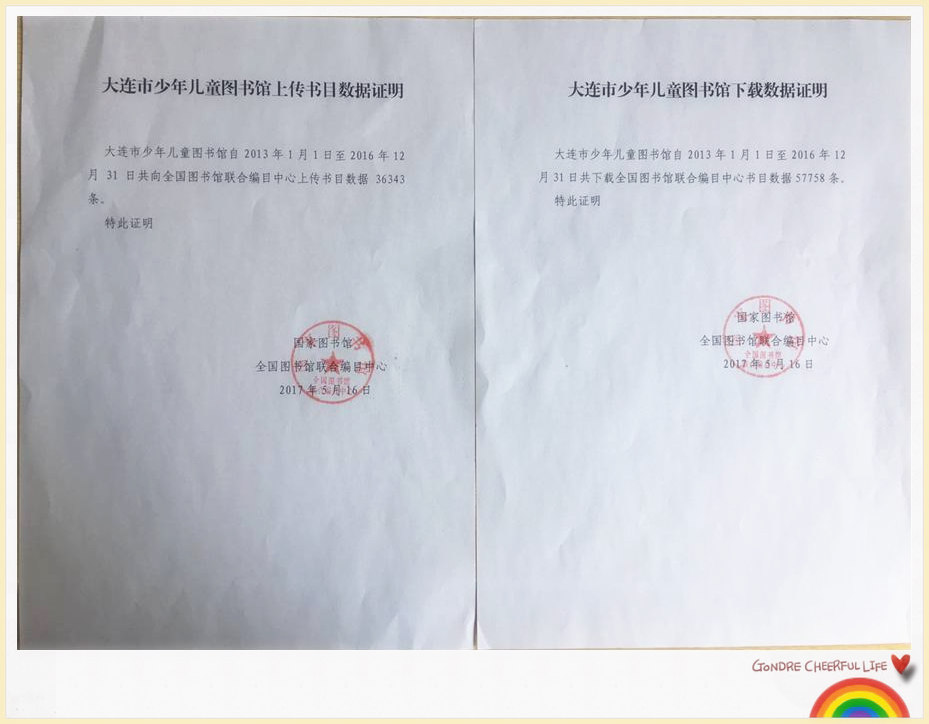 大连市少年儿童图书馆上传书目数据证明
大连市少年儿童图书馆自 2013 年 1 月 1 日至 2016 年 12
月 31 日共向全国图书馆联合编目中心上传书目数据 36343
条。
特此证明
国家图书馆
全国图书馆联合编目中心
2017 年 5 月 16 日
大连市少年儿童图书馆下载数据证明
大连市少年儿童图书馆自 2013 年 1 月 1 日至 2016 年 12
月 31 日共下载全国图书馆联合编目中心书目数据 57758 条。
特此证明
国家图书馆
全国图书馆联合编目中心
2017 年 5 月 16 日
GONDRE CHEERFUL LIFE